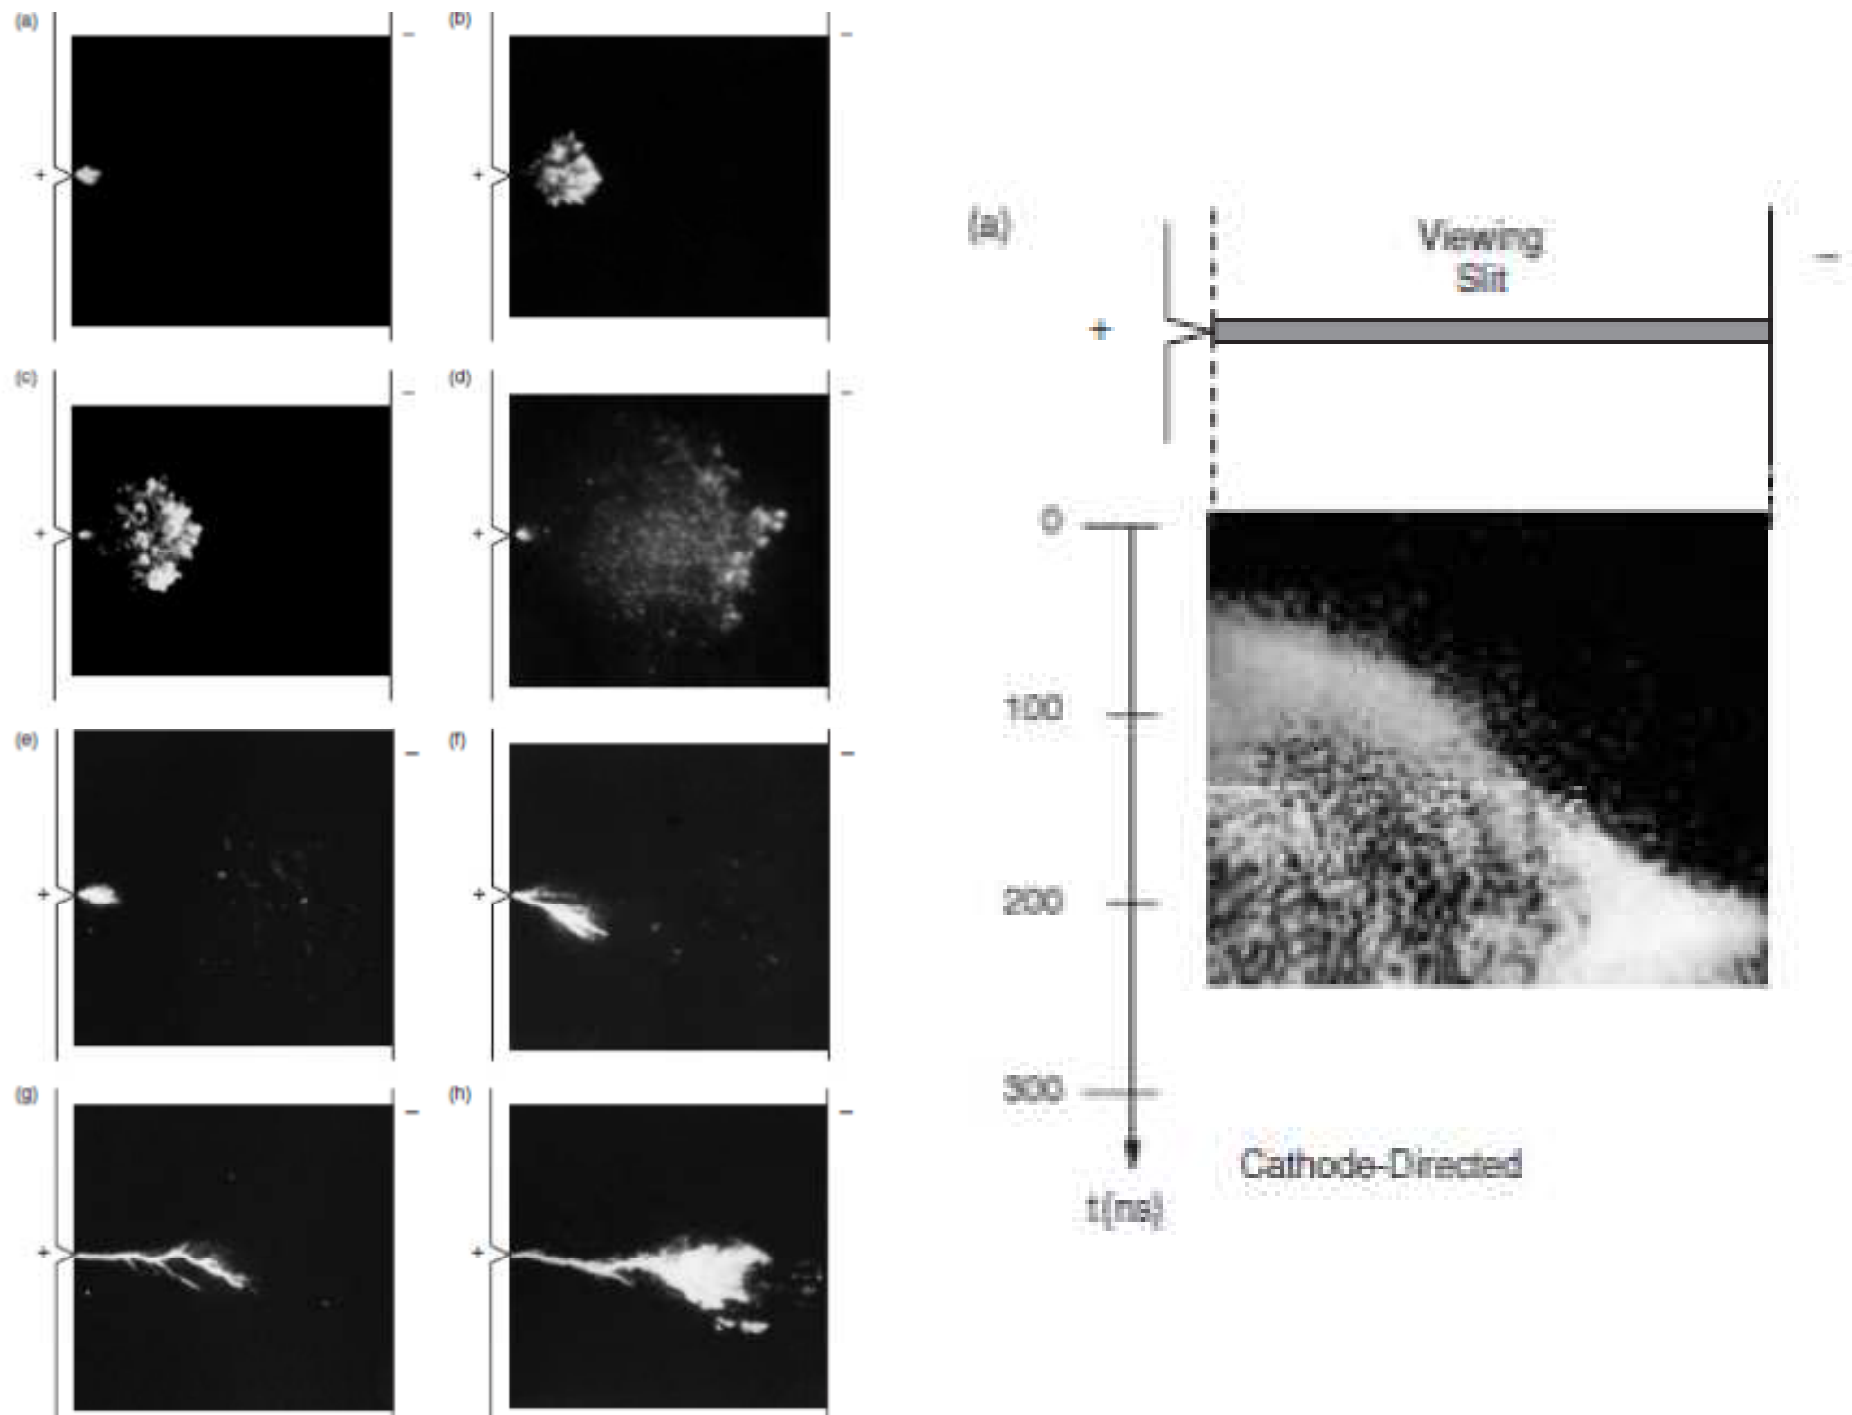 (a)
–
+
(b)
–
+
(c)
–
+
(d)
–
+
(e)
–
+
(f)
–
+
(g)
–
+
(h)
–
+
(a)
Viewing
Slit
–
+
0
100
200
300
t(ns)
Cathode-Directed